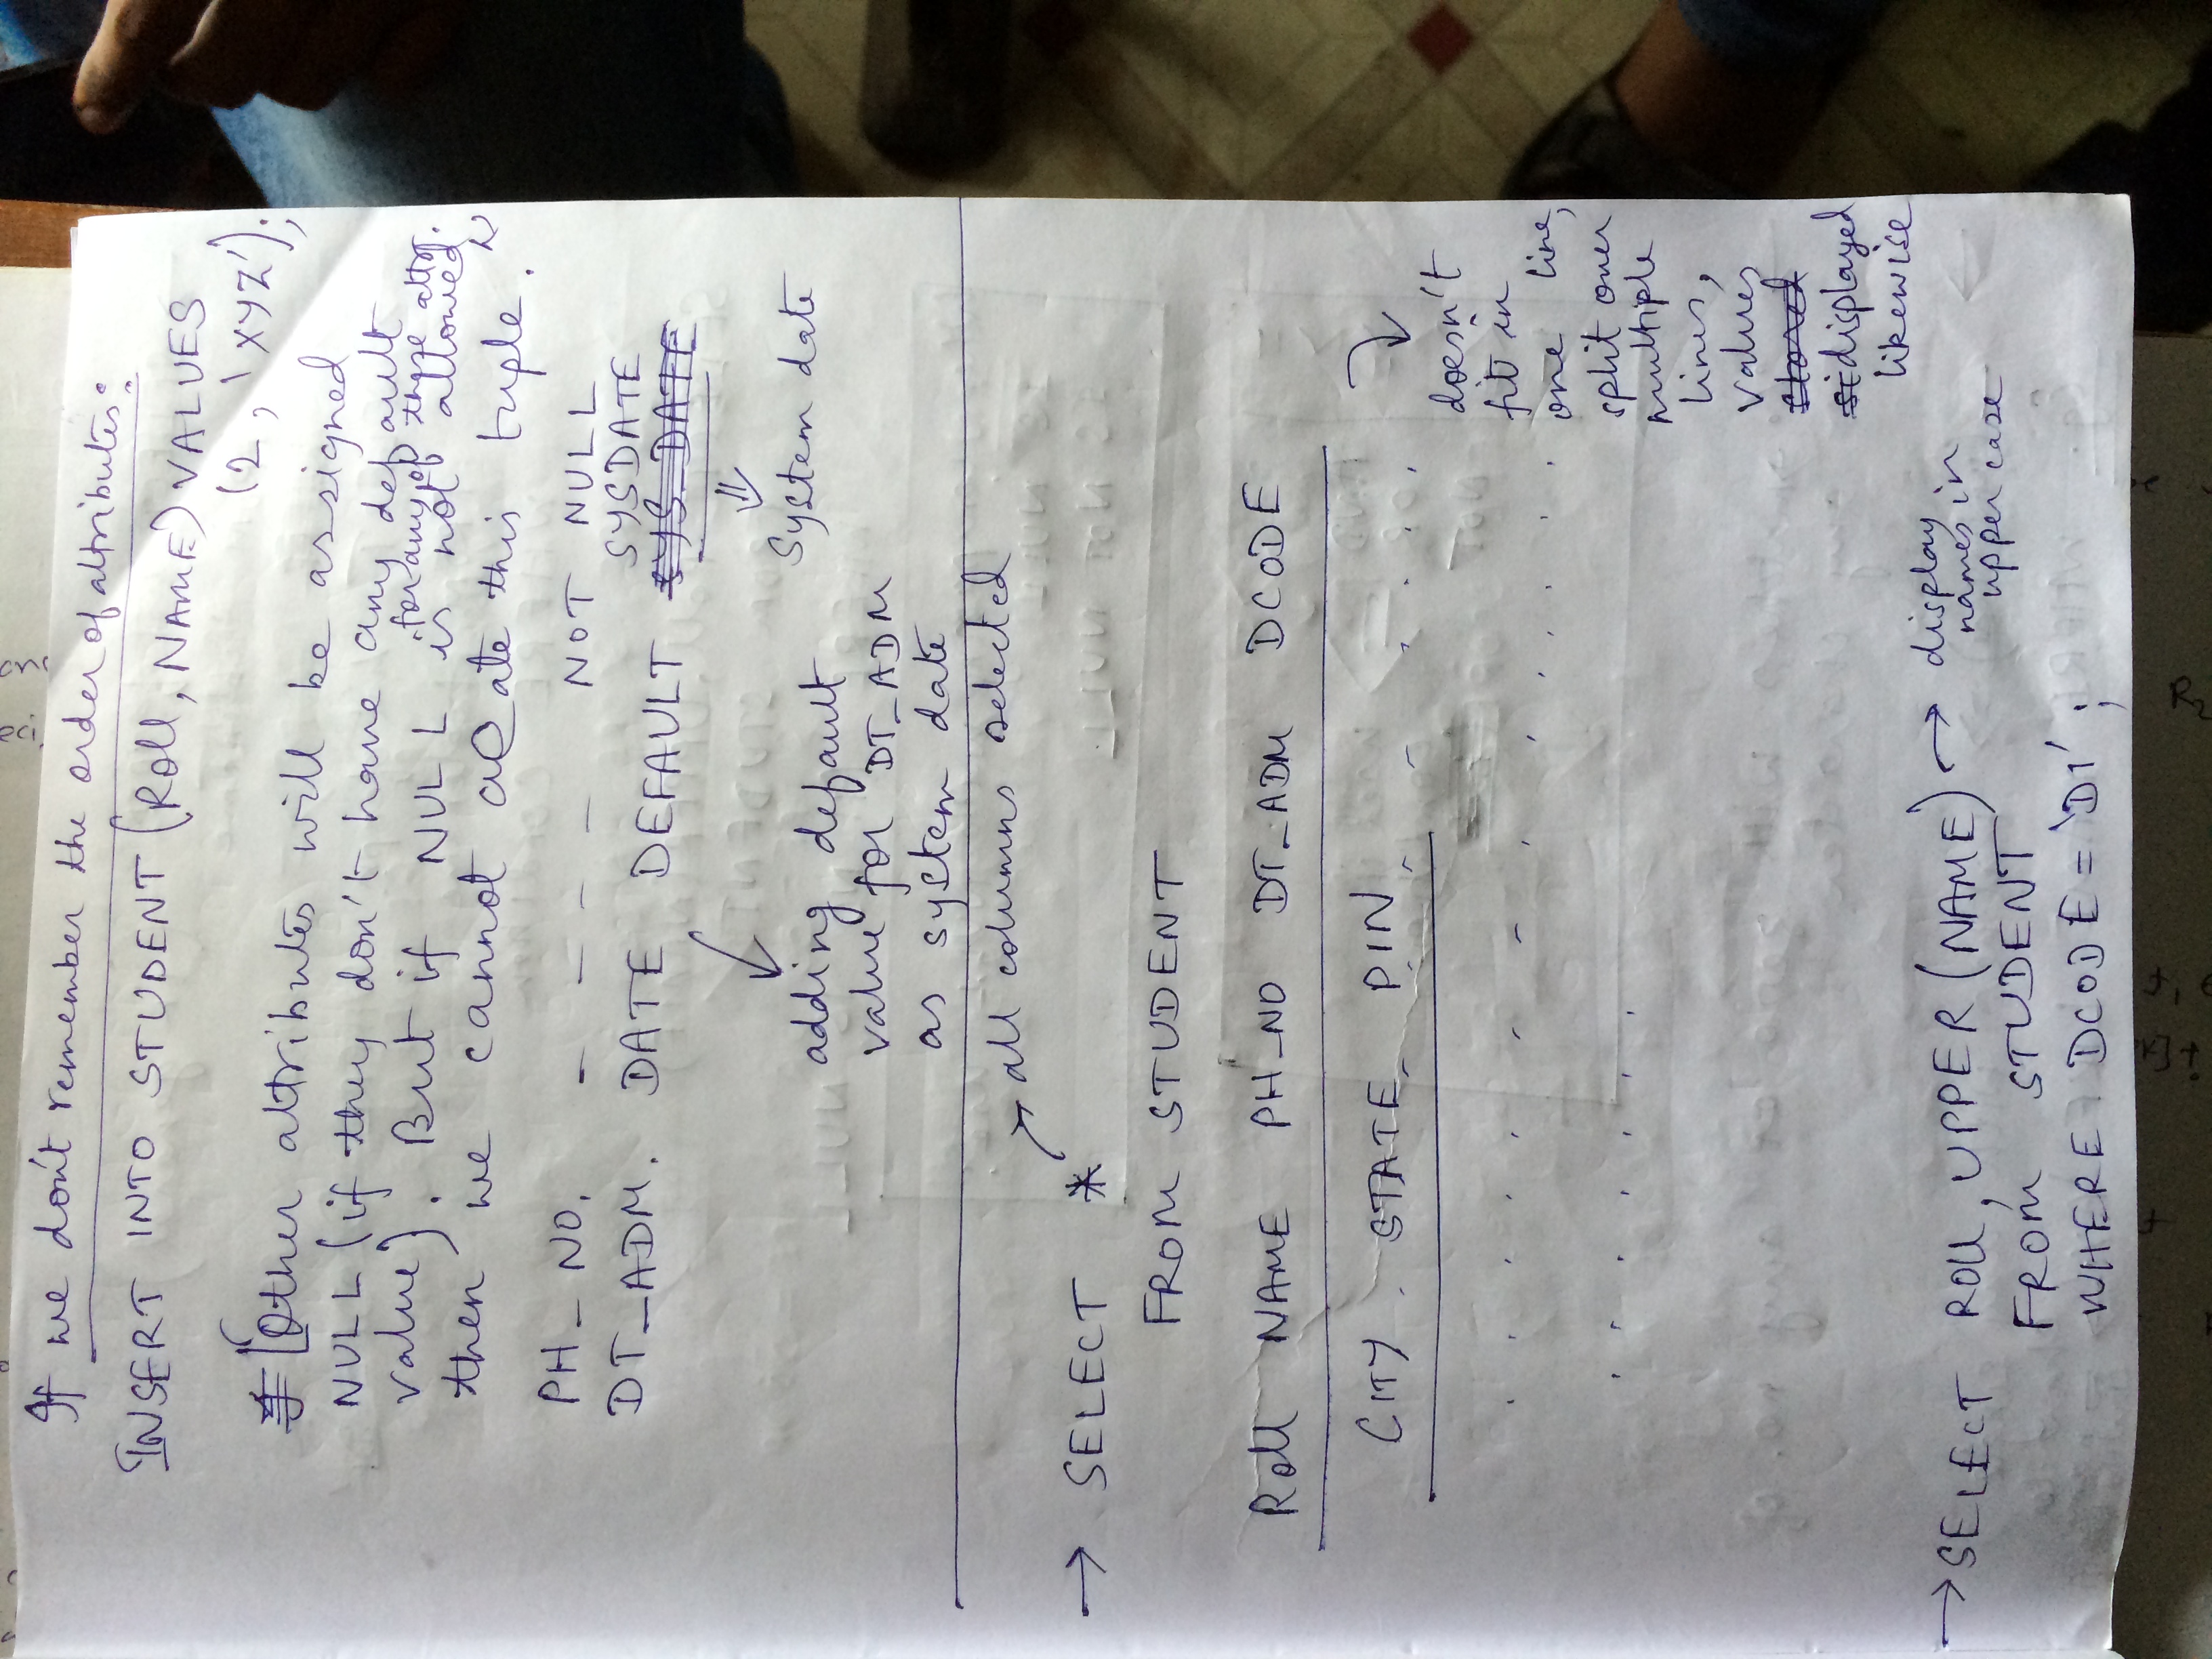 If we don't remember the order of attributes:
INSERT INTO STUDENT (Roll, NAME) VALUES
(2, 'XYZ');
[Other attributes will be assigned
NULL (if they don't have any default
value). But if NULL is not allowed
for any of these attr.,
then we cannot create this tuple.
PH_NO. _ _ _ _ NOT NULL
DT_ADM. DATE DEFAULT SYSDATE
SYS_DATE
System date
adding default
value for DT_ADM
as system date
all columns selected
→ SELECT *
FROM STUDENT
Roll NAME PH_NO DT_ADM DCODE
CITY STATE PIN
doesn't
fit in
one line,
split over
multiple
lines,
values
stored
displayed
likewise
→ SELECT Roll, UPPER (NAME) → display
names in
upper case
FROM STUDENT
WHERE DCODE = 'D1' ;